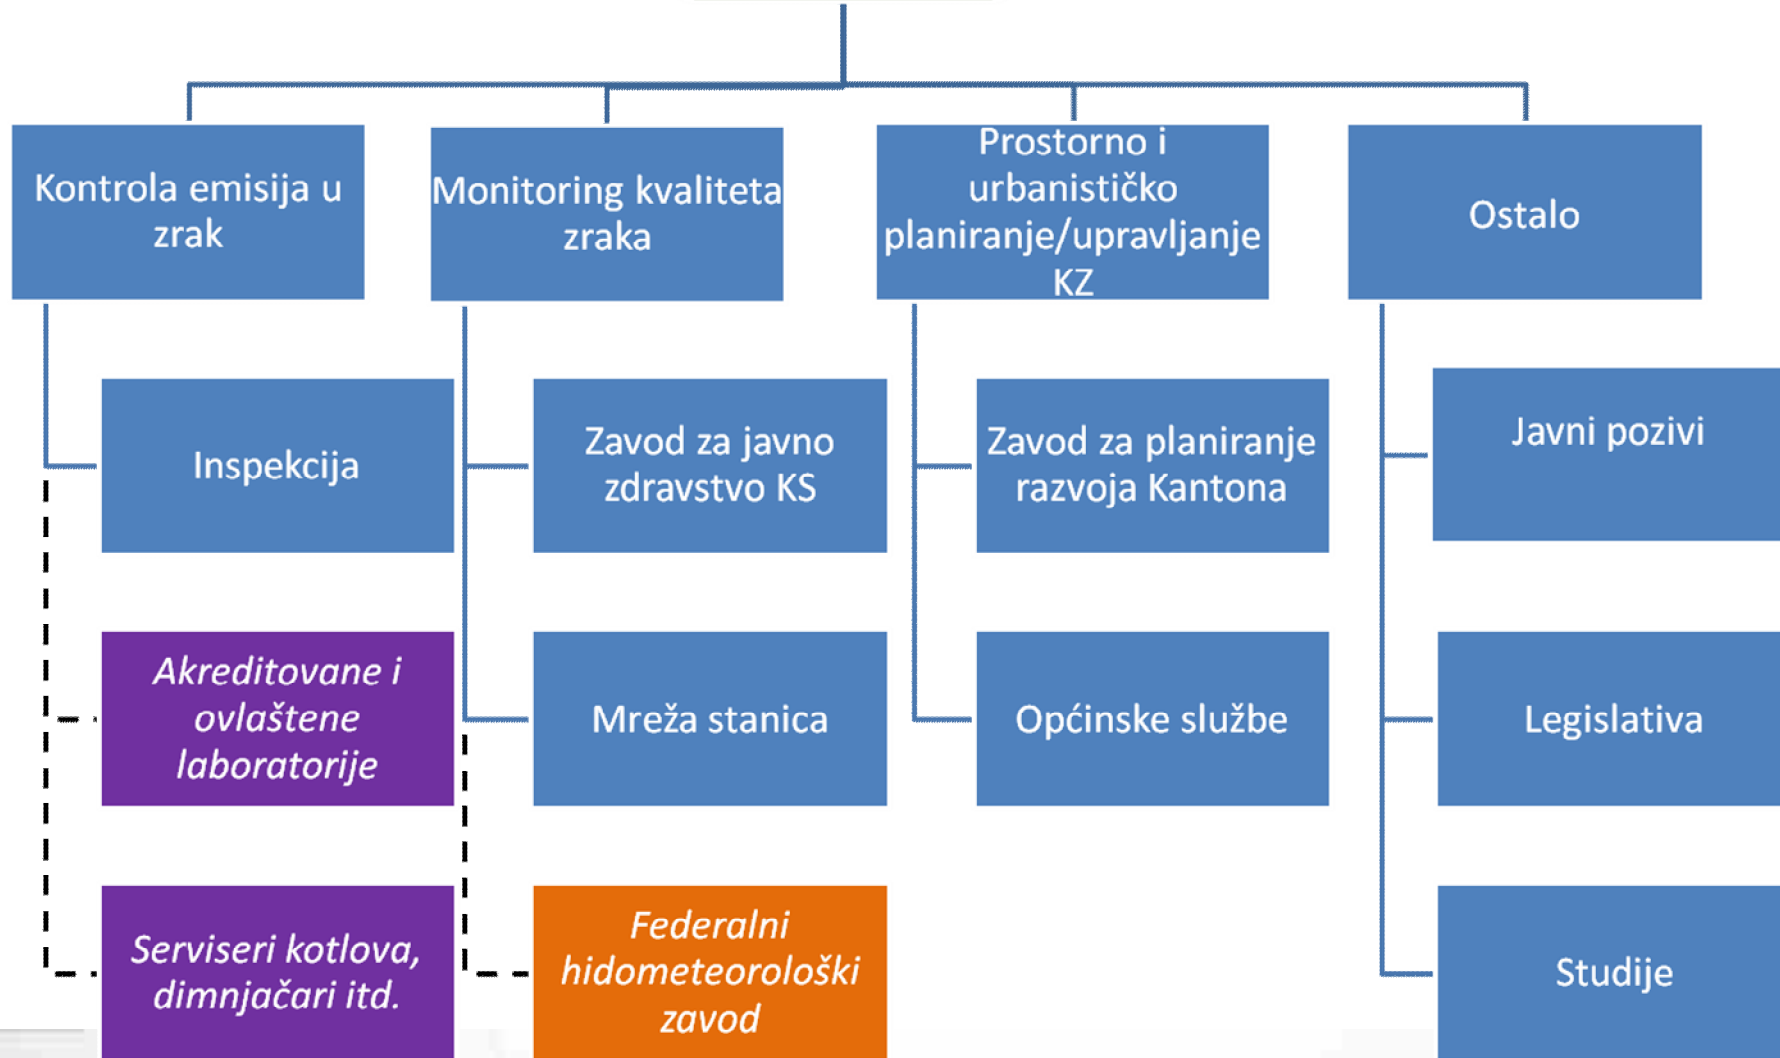 Kontrola emisija u
zrak
Monitoring kvaliteta
zraka
Prostorno i
urbanističko
planiranje/upravljanje
KZ
Ostalo
Inspekcija
Zavod za javno
zdravstvo KS
Zavod za planiranje
razvoja Kantona
Javni pozivi
Akreditovane i
ovlaštene
laboratorije
Mreža stanica
Općinske službe
Legislativa
Serviseri kotlova,
dimnjačari itd.
Federalni
hidometeorološki
zavod
Studije